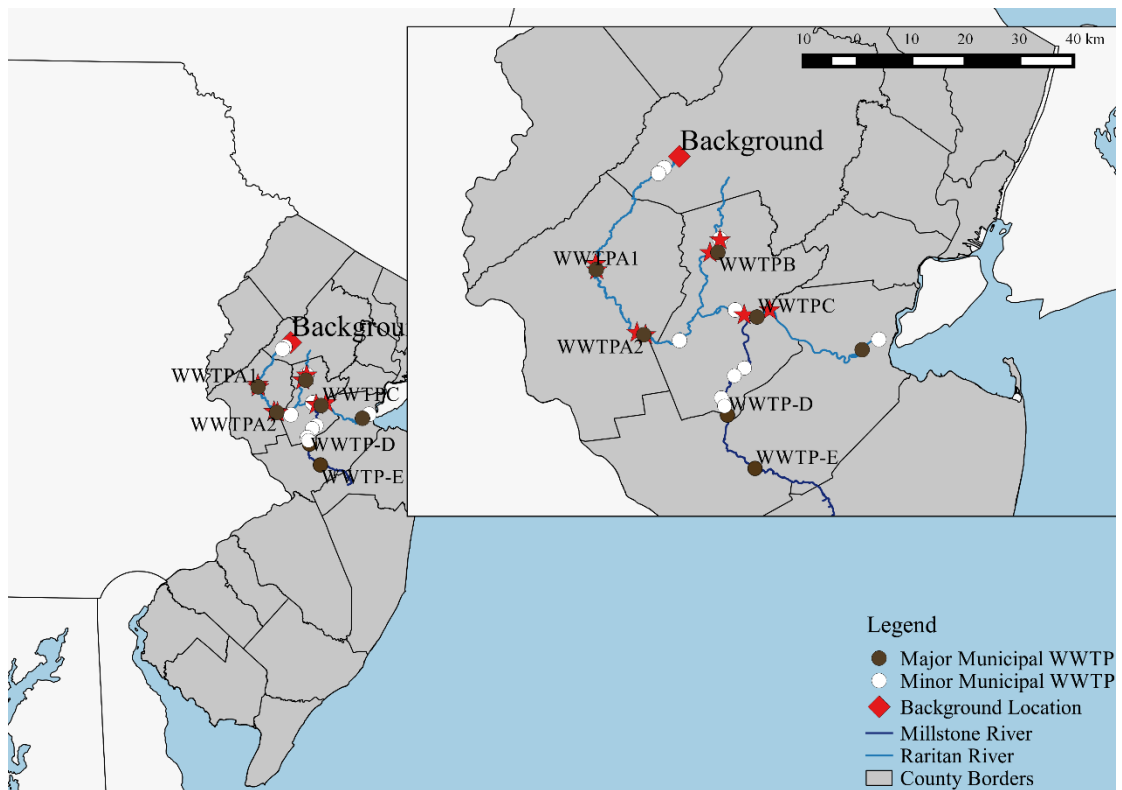 10 0 10 20 30 40 km
Background
WWTPA1
WWTPB
WWTPC
WWTPA2
WWTP-D
WWTP-E
Backgrou
WWTPA1
WWTPC
WWTPA2
WWTP-D
WWTP-E
Legend
Major Municipal WWTP
Minor Municipal WWTP
Background Location
Millstone River
Raritan River
County Borders